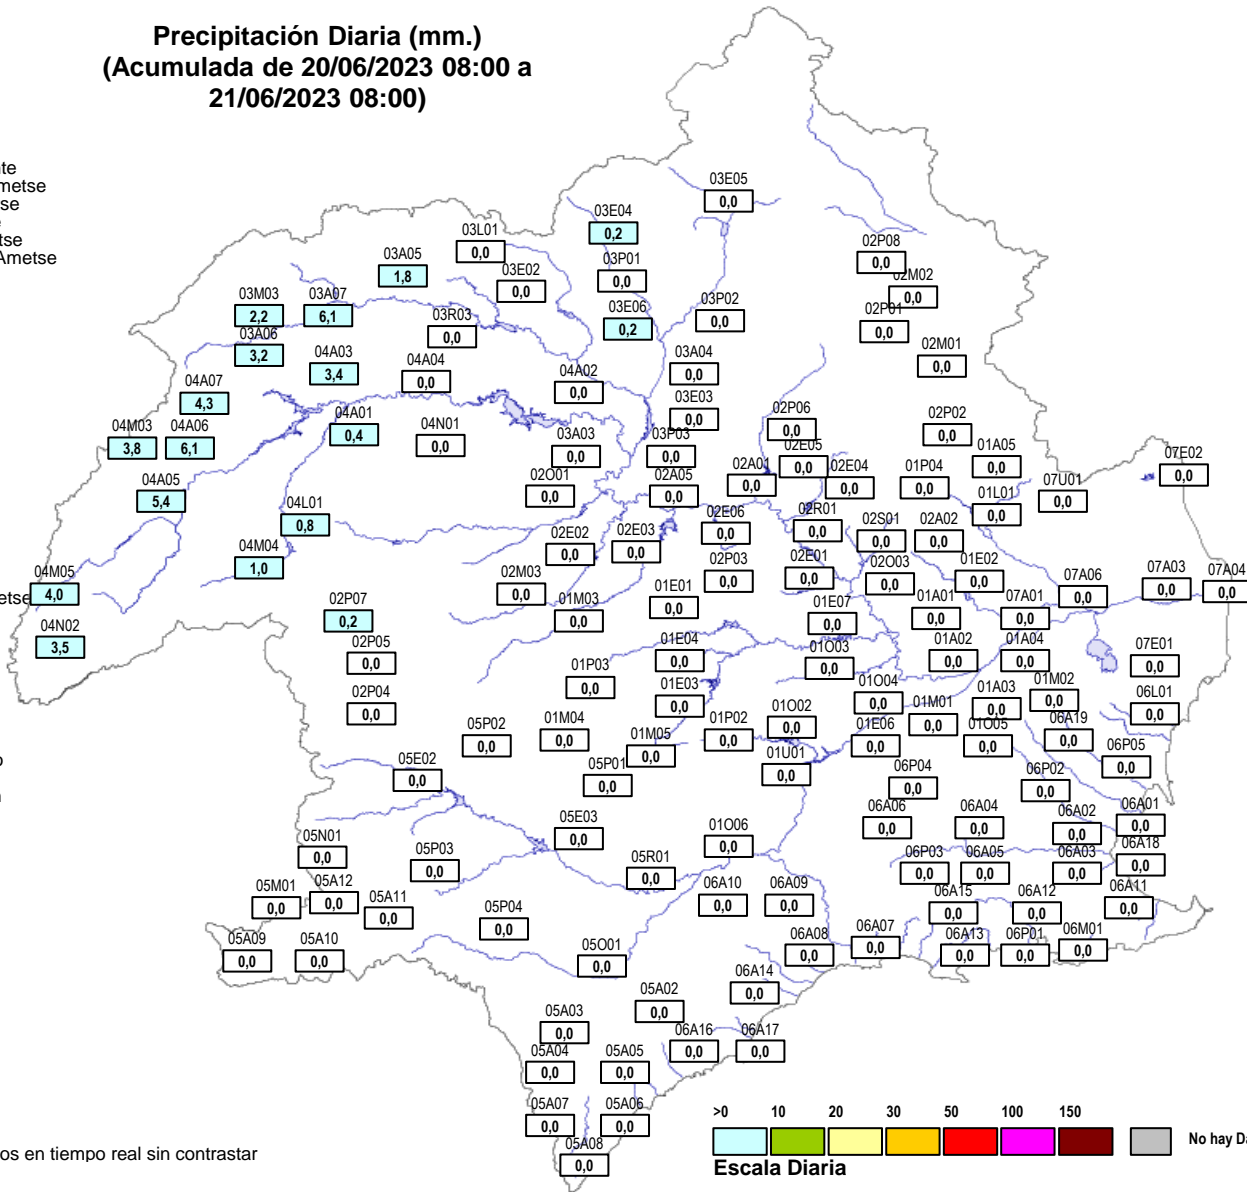 Precipitación Diaria (mm.)
(Acumulada de 20/06/2023 08:00 a
21/06/2023 08:00)
03E05
0,0
03E04
0,2
03L01
0,0
03A05
1,8
03E02
0,0
03P01
0,0
02P08
0,0
02M02
0,0
03M03
2,2
03A07
6,1
03R03
0,0
03E06
0,2
03P02
0,0
02P01
0,0
03A06
3,2
04A03
3,4
04A04
0,0
04A02
0,0
03A04
0,0
02M01
0,0
04A07
4,3
04A01
0,4
04N01
0,0
03E03
0,0
02P06
0,0
02P02
0,0
04M03
3,8
04A06
6,1
03A03
0,0
03P03
0,0
02E05
0,0
01A05
0,0
07E02
0,0
04A05
5,4
02O01
0,0
02A05
0,0
02A01
0,0
02E04
0,0
01P04
0,0
07U01
0,0
01L01
0,0
04L01
0,8
02E06
0,0
02R01
0,0
02S01
0,0
02A02
0,0
04M04
1,0
02E02
0,0
02E03
0,0
04M05
4,0
02M03
0,0
02P03
0,0
02E01
0,0
02O03
0,0
01E02
0,0
07A06
0,0
07A03
0,0
07A04
0,0
02P07
0,2
01M03
0,0
01E01
0,0
01E07
0,0
01A01
0,0
07A01
0,0
04N02
3,5
02P05
0,0
01E04
0,0
01O03
0,0
01A02
0,0
01A04
0,0
07E01
0,0
02P04
0,0
01P03
0,0
01E03
0,0
01O04
0,0
01A03
0,0
01M02
0,0
06L01
0,0
05P02
0,0
01M04
0,0
01M05
0,0
01P02
0,0
01O02
0,0
01E06
0,0
01M01
0,0
01O05
0,0
06A19
0,0
05E02
0,0
05P01
0,0
01U01
0,0
06P04
0,0
06P02
0,0
06P05
0,0
05E03
0,0
01O06
0,0
06A06
0,0
06A04
0,0
06A02
0,0
06A01
0,0
05N01
0,0
05P03
0,0
05R01
0,0
06P03
0,0
06A05
0,0
06A03
0,0
06A18
0,0
05M01
0,0
05A12
0,0
05A11
0,0
05P04
0,0
06A10
0,0
06A09
0,0
06A15
0,0
06A12
0,0
06A11
0,0
05A09
0,0
05A10
0,0
05O01
0,0
06A08
0,0
06A07
0,0
06A13
0,0
06P01
0,0
06M01
0,0
05A03
0,0
05A02
0,0
06A14
0,0
05A04
0,0
05A05
0,0
06A16
0,0
06A17
0,0
05A07
0,0
05A06
0,0
05A08
0,0
>0 10 20 30 50 100 150
No hay
Escala Diaria
en tiempo real sin contrastar